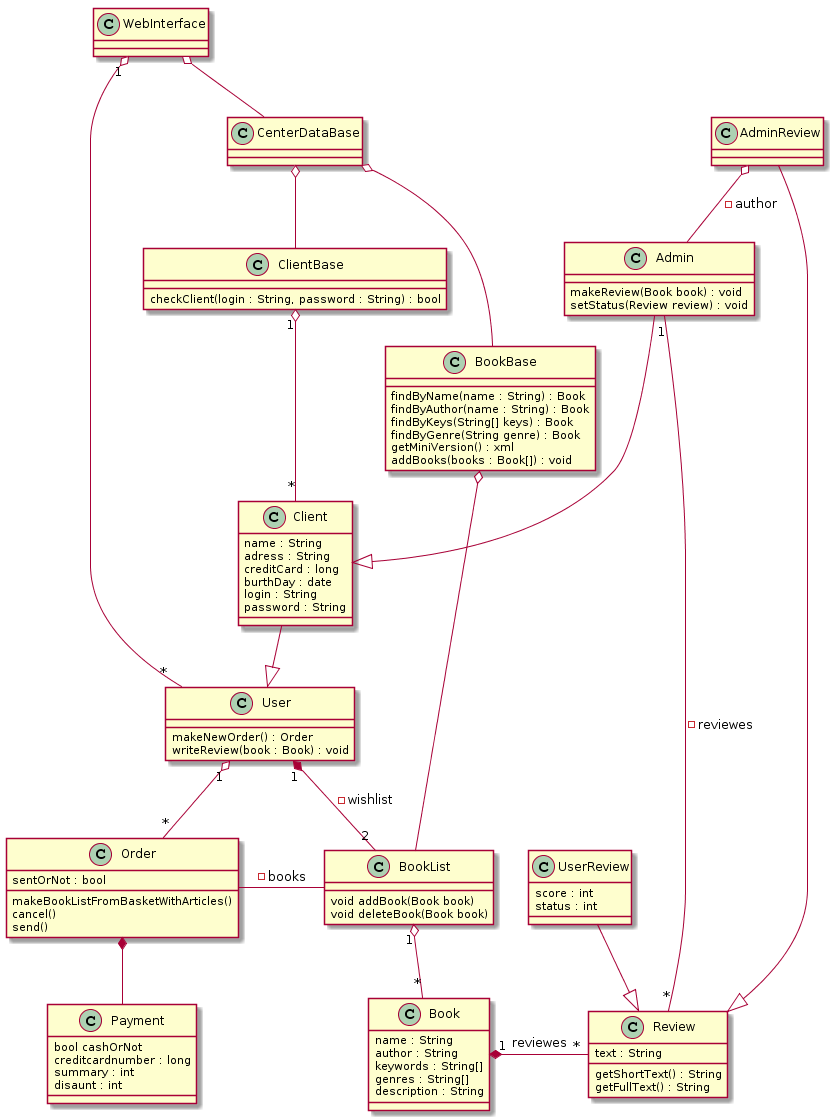 C WebInterface
1
C CenterDataBase
C AdminReview
author
C ClientBase
checkClient(login : String, password : String) : bool
1
*
C Admin
makeReview(Book book) : void
setStatus(Review review) : void
1
C BookBase
findByName(name : String) : Book
findByAuthor(name : String) : Book
findByKeys(String[] keys) : Book
findByGenre(String genre) : Book
getMiniVersion() : xml
addBooks(books : Book[]) : void
C Client
name : String
adress : String
creditCard : long
burthDay : date
login : String
password : String
*
C User
makeNewOrder() : Order
writeReview(book : Book) : void
reviewes
1
1
wishlist
*
2
C Order
sentOrNot : bool
makeBookListFromBasketWithArticles()
cancel()
send()
books
C BookList
void addBook(Book book)
void deleteBook(Book book)
1
*
C UserReview
score : int
status : int
*
C Payment
bool cashOrNot
creditcardnumber : long
summary : int
disaunt : int
C Book
name : String
author : String
keywords : String[]
genres : String[]
description : String
1 reviewes *
C Review
text : String
getShortText() : String
getFullText() : String